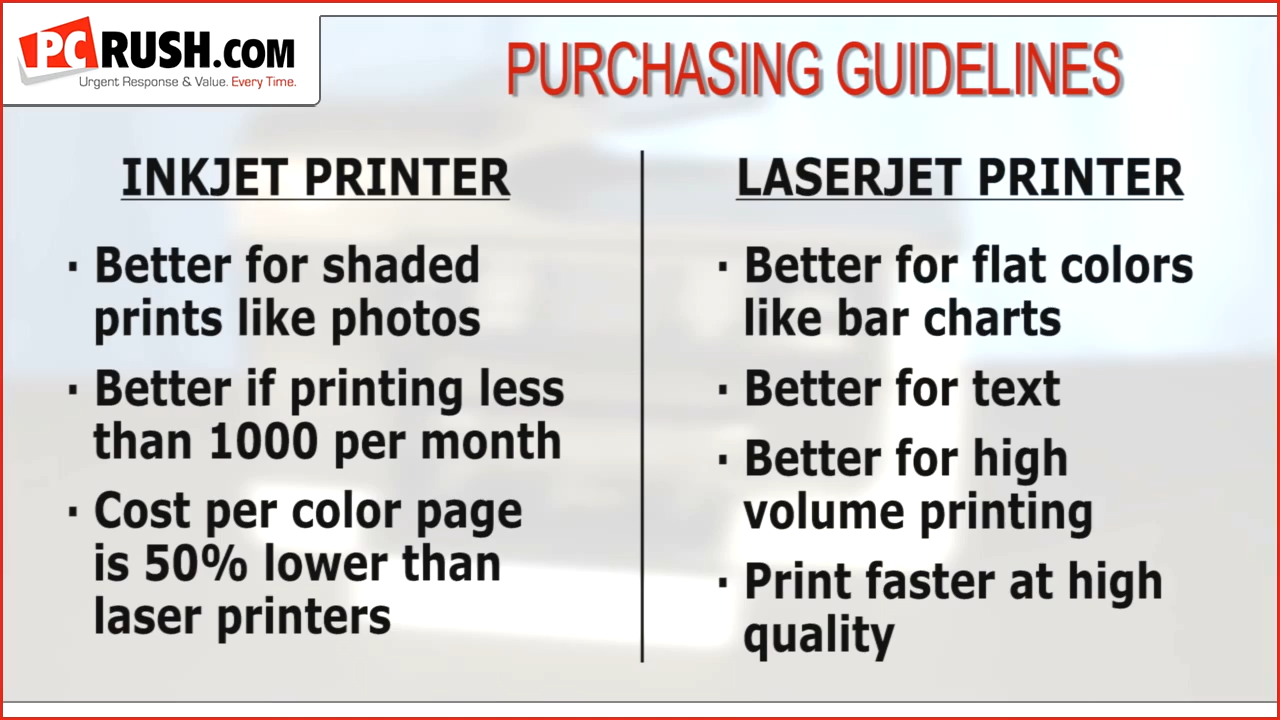 PCRUSH.COM
Urgent Response & Value. Every Time.
PURCHASING GUIDELINES
INKJET PRINTER
· Better for shaded
prints like photos
· Better if printing less
than 1000 per month
· Cost per color page
is 50% lower than
laser printers
LASERJET PRINTER
· Better for flat colors
like bar charts
· Better for text
· Better for high
volume printing
· Print faster at high
quality